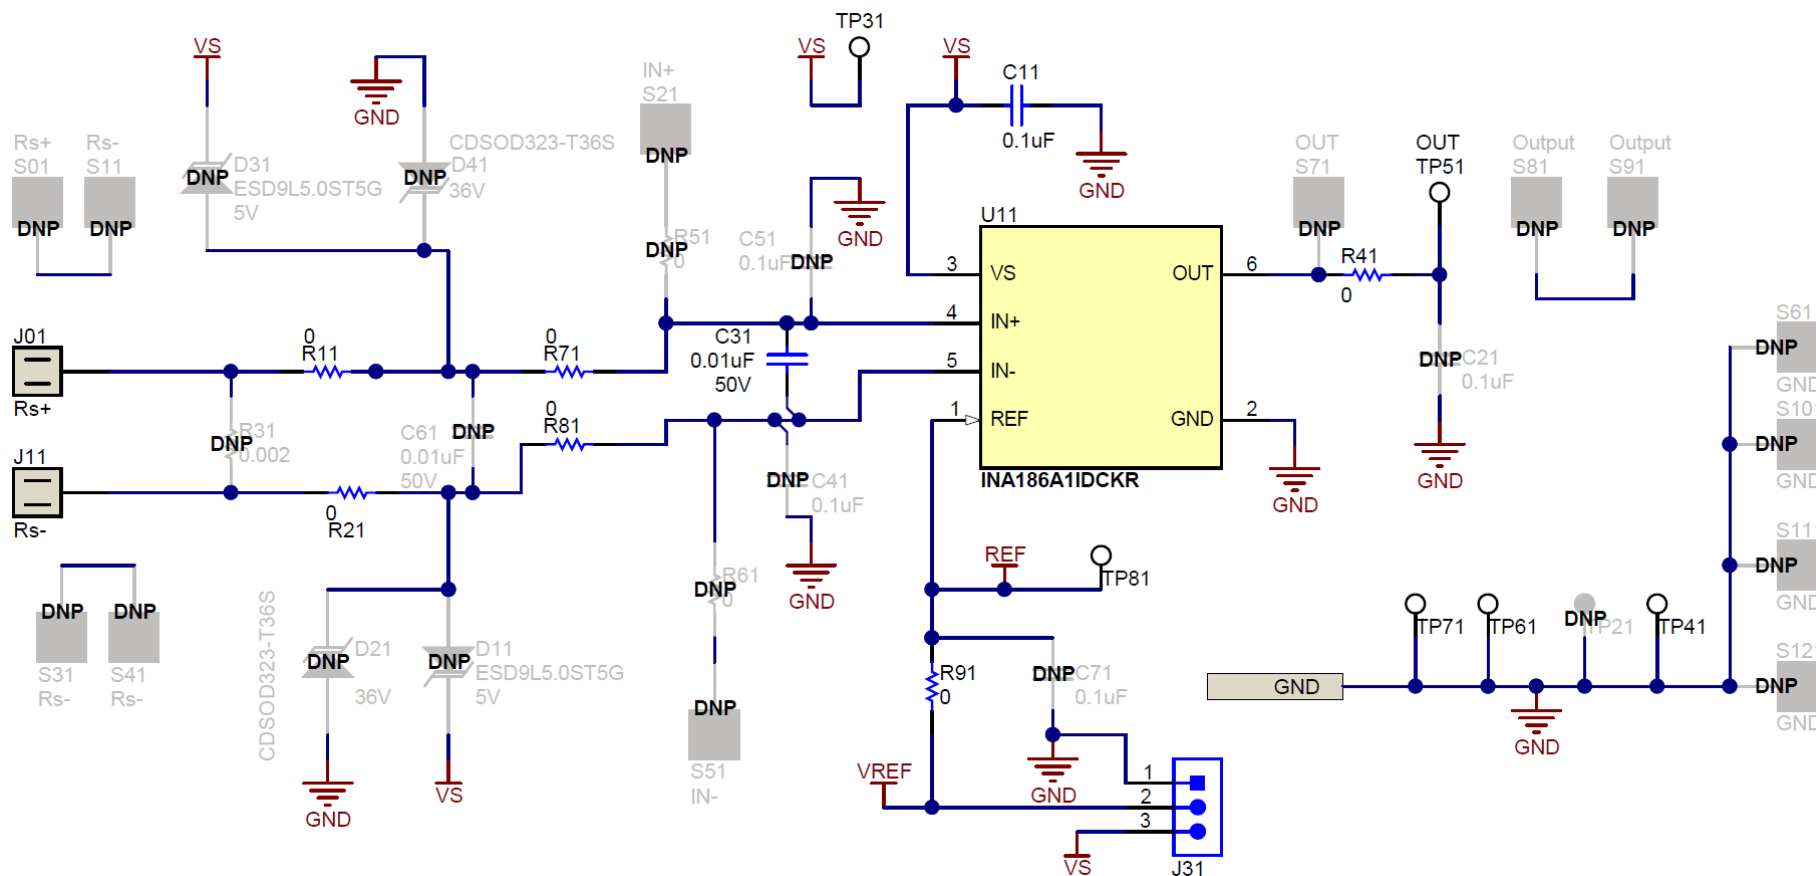 TP31
VS
VS
VS
IN+
S21
C11
0.1uF
GND
GND
CDSOD323-T36S
D41
DNP
36V
Rs+
S01
DNP
Rs-
S11
DNP
D31
DNP
ESD9L5.0ST5G
5V
DNP
R51
DNP
0
C51
0.1uF
DNP
GND
OUT
S71
DNP
OUT
TP51
Output
S81
DNP
Output
S91
DNP
U11
3
VS
OUT
6
4
IN+
5
IN-
1
REF
GND
2
INA186A1IDCKR
GND
R41
0
DNP
C21
0.1uF
GND
J01
Rs+
0
R11
0
R71
C31
0.01uF
50V
0
R81
R31
DNP
0.002
C61
DNP
0.01uF
50V
J11
Rs-
0
R21
DNP
C41
0.1uF
GND
DNP
S31
Rs-
DNP
S41
Rs-
CDSOD323-T36S
D21
DNP
36V
GND
D11
DNP
ESD9L5.0ST5G
5V
VS
R61
DNP
0
DNP
S51
IN-
REF
TP81
R91
0
DNP
C71
0.1uF
GND
VREF
1
2
3
VS
J31
GND
TP71
TP61
DNP
TP21
TP41
GND
S61
DNP
GND
S101
DNP
GND
S111
DNP
GND
S121
DNP
GND